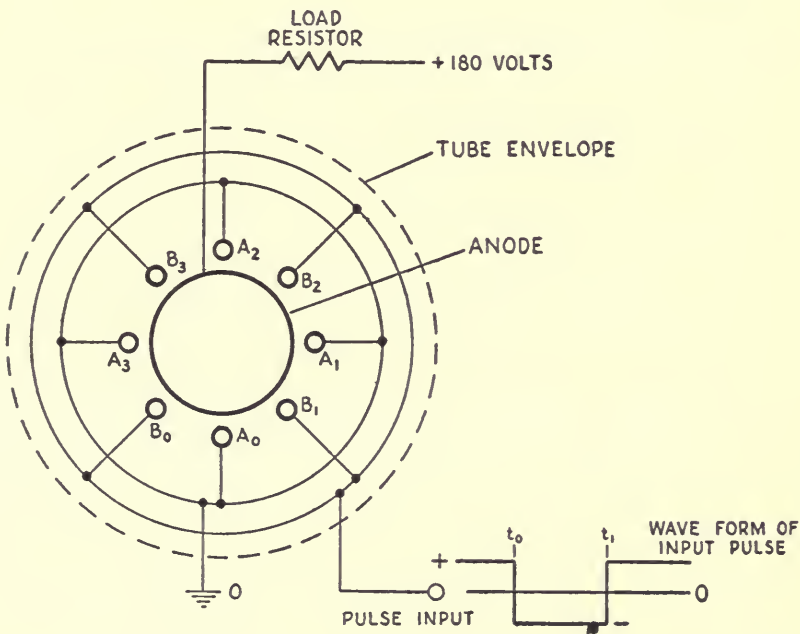 LOAD
RESISTOR
+180 VOLTS
TUBE ENVELOPE
ANODE
A₂
B₃
B₂
A₃
A₁
B₀
A₀
B₁
0
t₀
t₁
WAVE FORM OF
INPUT PULSE
+
0
-
PULSE INPUT